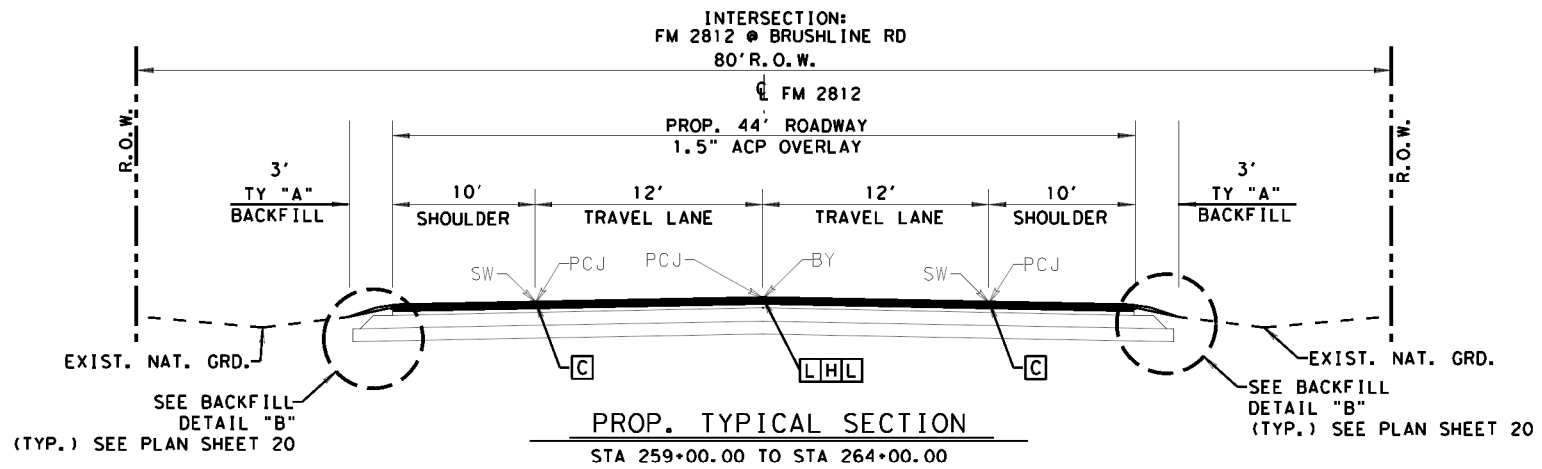 INTERSECTION:
FM 2812 @ BRUSHLINE RD
80' R.O.W.
℄ FM 2812
R.O.W.
R.O.W.
PROP. 44' ROADWAY
1.5" ACP OVERLAY
3'
TY "A"
BACKFILL
10'
SHOULDER
12'
TRAVEL LANE
12'
TRAVEL LANE
10'
SHOULDER
3'
TY "A"
BACKFILL
SW
PCJ
PCJ
BY
SW
PCJ
EXIST. NAT. GRD.
C
L H L
C
EXIST. NAT. GRD.
SEE BACKFILL
DETAIL "B"
(TYP.) SEE PLAN SHEET 20
SEE BACKFILL
DETAIL "B"
(TYP.) SEE PLAN SHEET 20
PROP. TYPICAL SECTION
STA 259+00.00 TO STA 264+00.00